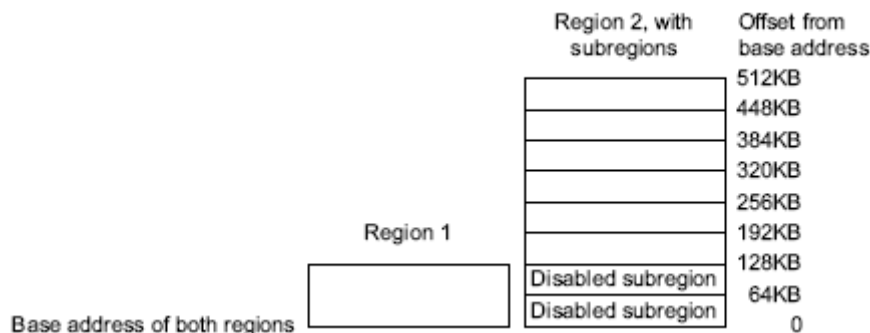 Region 2, with
subregions
Offset from
base address
512KB
448KB
384KB
320KB
256KB
Region 1
192KB
128KB
Disabled subregion
64KB
Disabled subregion
Base address of both regions
0